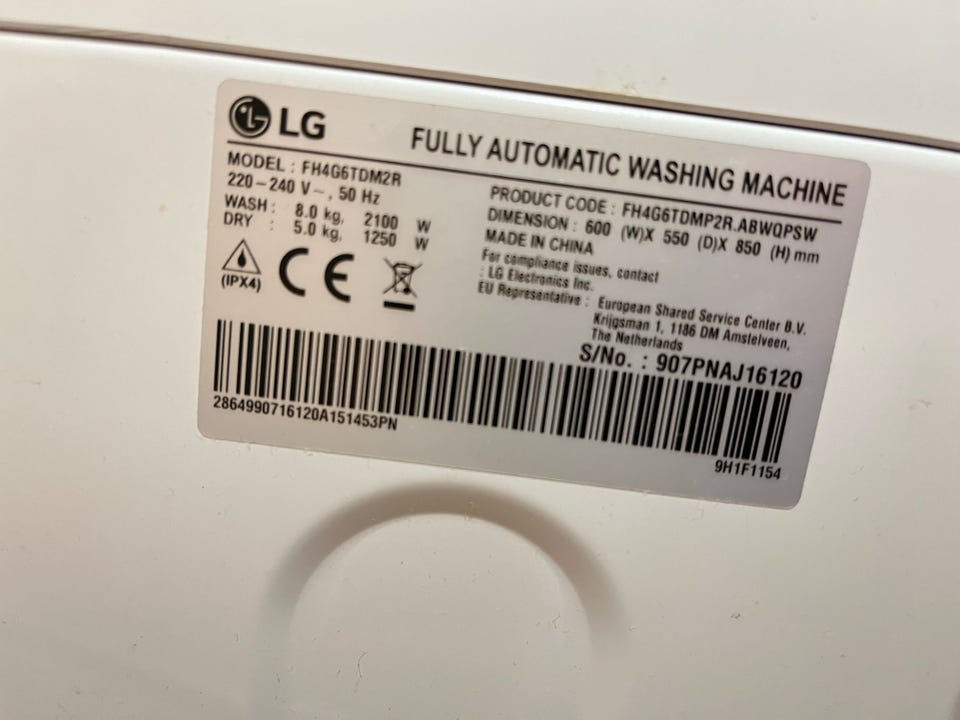 LG
FULLY AUTOMATIC WASHING MACHINE
MODEL : FH4G6TDM2R
220-240 V~, 50 Hz
WASH : 8.0 kg, 2100 W
DRY : 5.0 kg, 1250 W
(IPX4)
CE
PRODUCT CODE : FH4G6TDMP2R.ABWQPSW
DIMENSION : 600 (W)X 550 (D)X 850 (H) mm
MADE IN CHINA
For compliance issues, contact
: LG Electronics Inc.
EU Representative : European Shared Service Center B.V.
Krijgsman 1, 1186 DM Amstelveen,
The Netherlands
S/No. : 907PNAJ16120
2864990716120A151453PN
9H1F1154